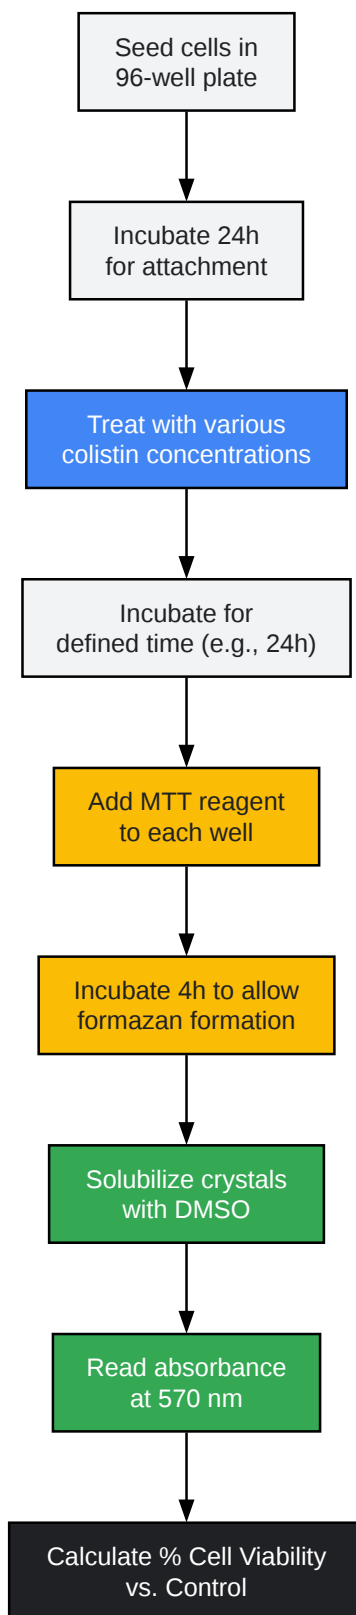 Seed cells in
96-well plate
Incubate 24h
for attachment
Treat with various
colistin concentrations
Incubate for
defined time (e.g., 24h)
Add MTT reagent
to each well
Incubate 4h to allow
formazan formation
Solubilize crystals
with DMSO
Read absorbance
at 570 nm
Calculate % Cell Viability
vs. Control